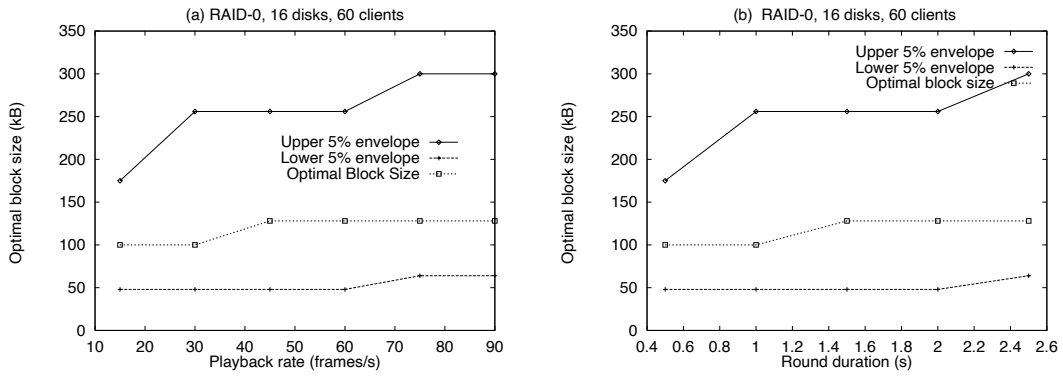 (a) RAID-0, 16 disks, 60 clients
350
300
250
200
150
100
50
0
Optimal block size (kB)
Upper 5% envelope
Lower 5% envelope
Optimal Block Size
10 20 30 40 50 60 70 80 90
Playback rate (frames/s)
(b) RAID-0, 16 disks, 60 clients
350
300
250
200
150
100
50
0
Optimal block size (kB)
Upper 5% envelope
Lower 5% envelope
Optimal block size
0.4 0.6 0.8 1 1.2 1.4 1.6 1.8 2 2.2 2.4 2.6
Round duration (s)